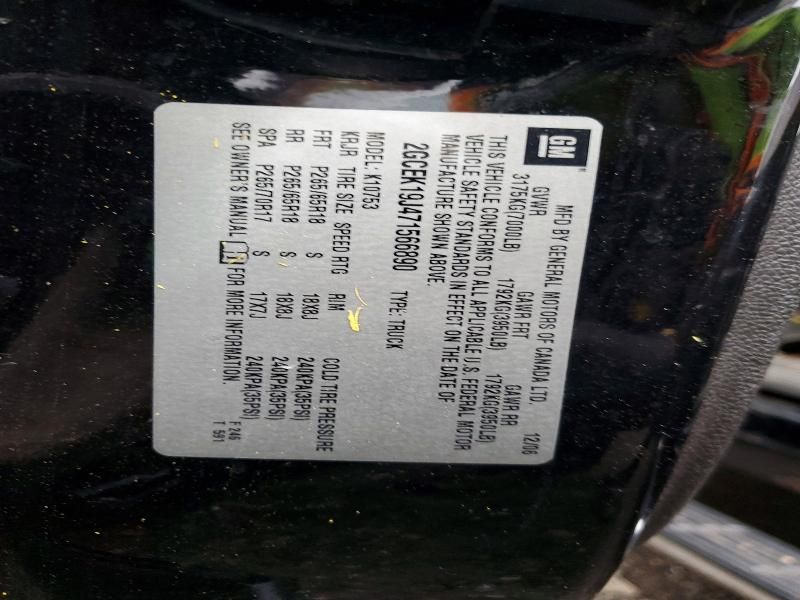 GM
MFD BY GENERAL MOTORS OF CANADA LTD. 12/06
GVWR GAWR FRT GAWR RR
3175KG(7000LB) 1792KG(3950LB) 1792KG(3950LB)
THIS VEHICLE CONFORMS TO ALL APPLICABLE U.S. FEDERAL MOTOR
VEHICLE SAFETY STANDARDS IN EFFECT ON THE DATE OF
MANUFACTURE SHOWN ABOVE.
2GCEK19J471566890 TYPE: TRUCK
MODEL: K10753
KRJR TIRE SIZE SPEED RTG RIM COLD TIRE PRESSURE
FRT P265/65R18 S 18X8J 240KPA(35PSI)
RR P265/65R18 S 18X8J 240KPA(35PSI)
SPA P265/70R17 S 17X7J 240KPA(35PSI)
SEE OWNER'S MANUAL FOR MORE INFORMATION.
F 246
T 591